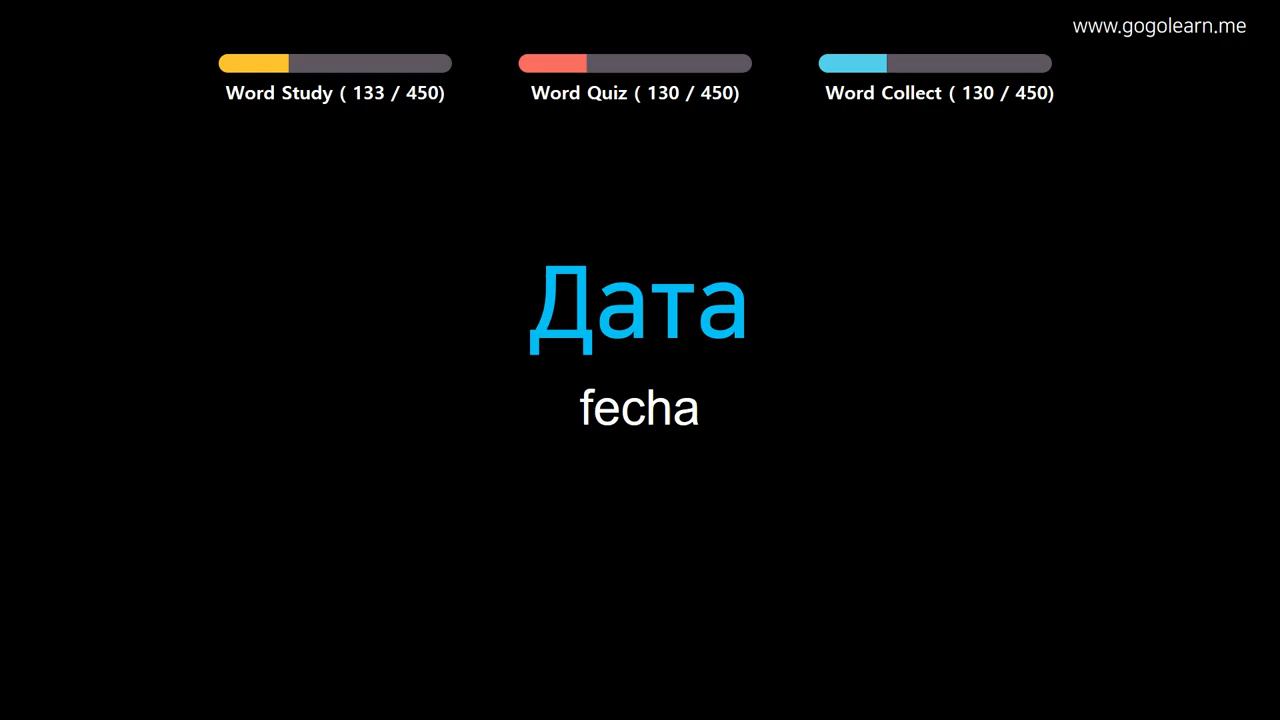 www.gogolearn.me
Word Study ( 133 / 450)
Word Quiz ( 130 / 450)
Word Collect ( 130 / 450)
Дата
fecha